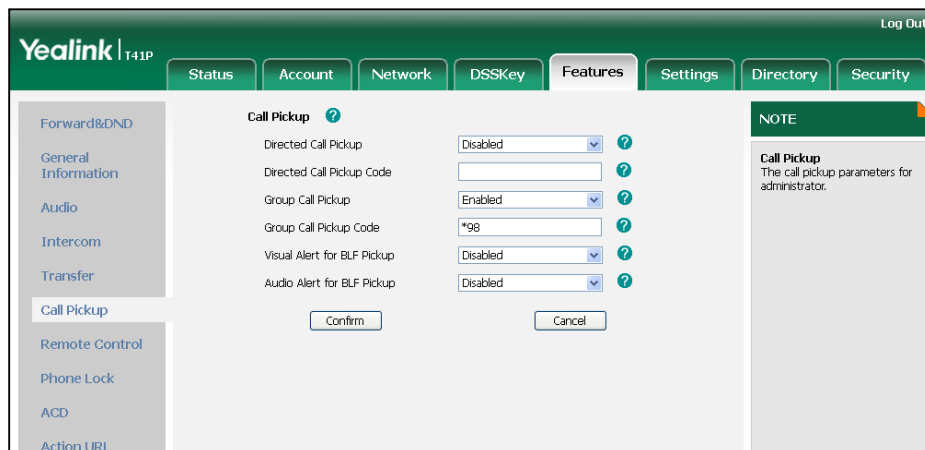 Log Out
Yealink T41P
Status Account Network DSSKey Features Settings Directory Security
Forward&DND
General
Information
Audio
Intercom
Transfer
Call Pickup
Remote Control
Phone Lock
ACD
Action URL
Call Pickup ?
Directed Call Pickup Disabled ?
Directed Call Pickup Code ?
Group Call Pickup Enabled ?
Group Call Pickup Code *98 ?
Visual Alert for BLF Pickup Disabled ?
Audio Alert for BLF Pickup Disabled ?
Confirm Cancel
NOTE
Call Pickup
The call pickup parameters for
administrator.